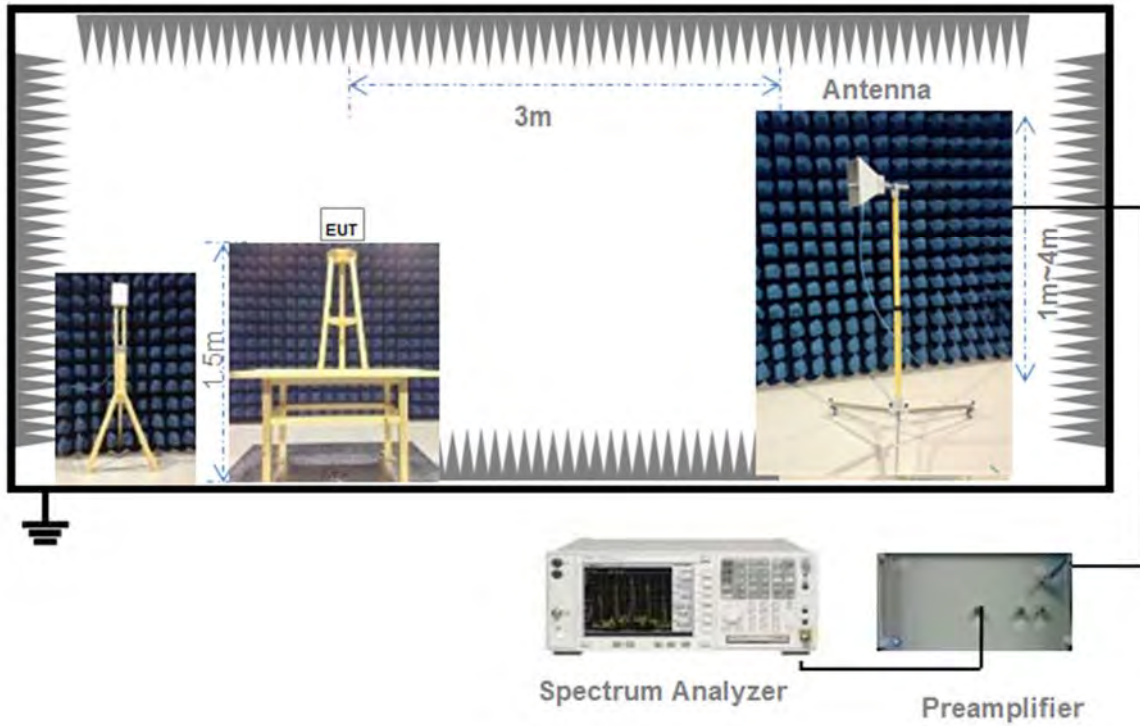 Antenna
3m
EUT
1.5m
1m~4m
Spectrum Analyzer
Preamplifier